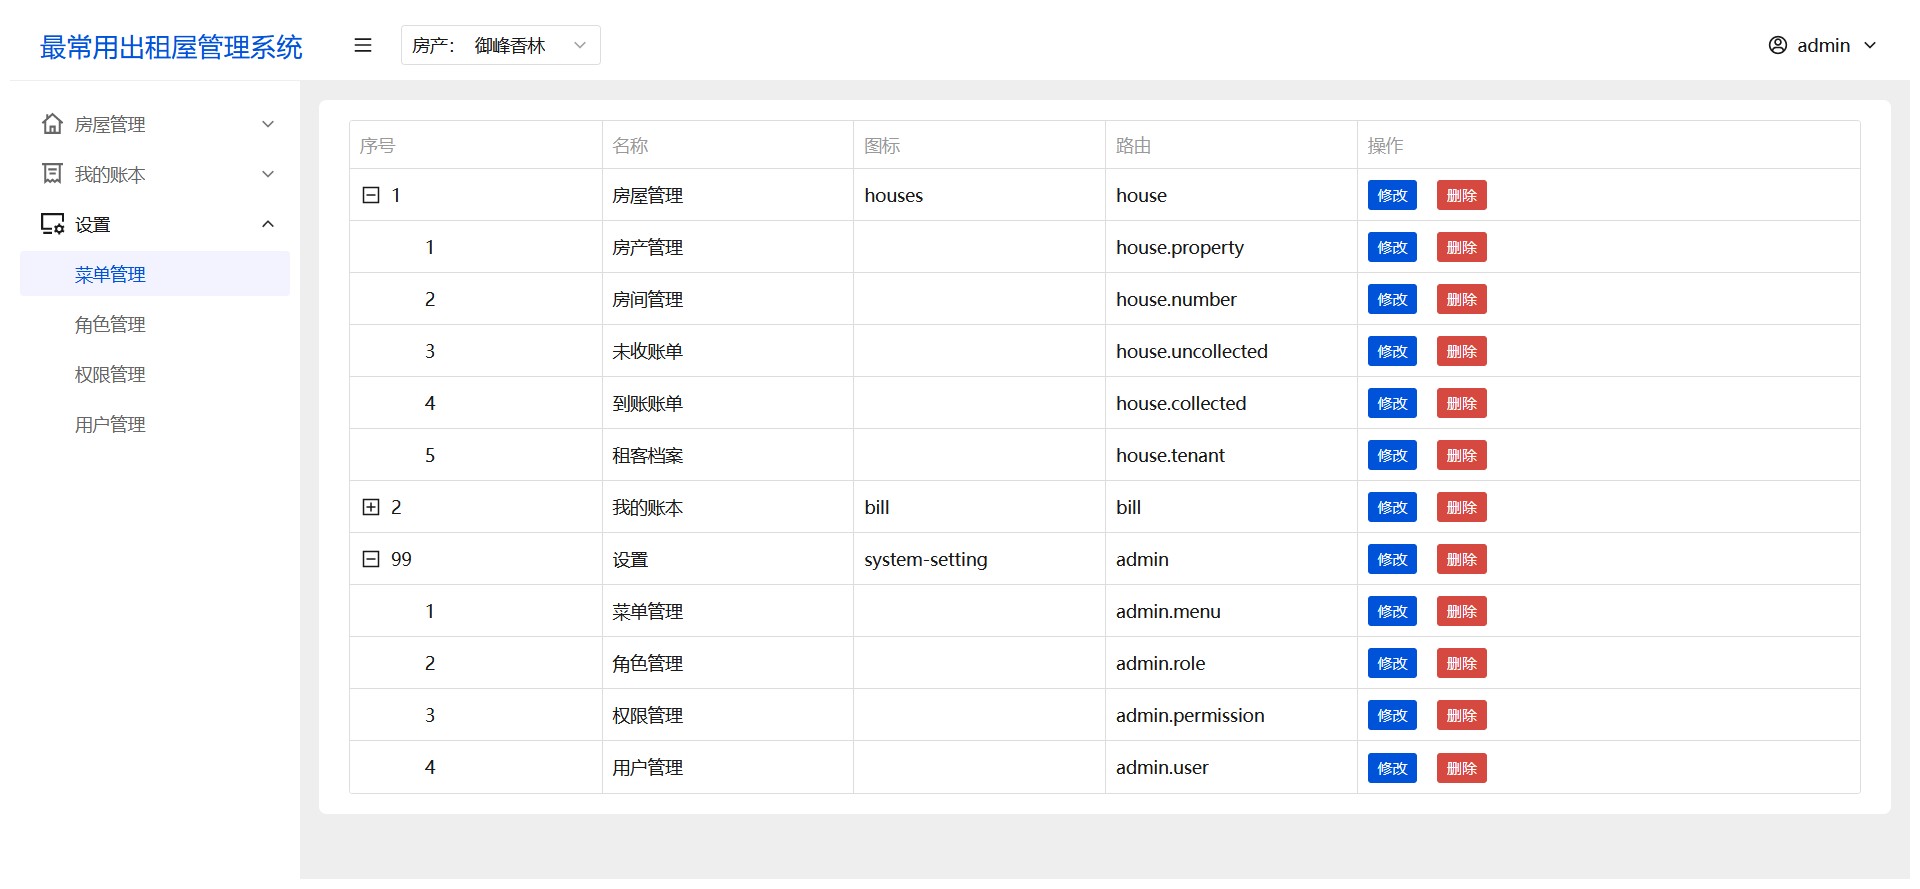 最常用出租屋管理系统
房产： 御峰香林
admin
房屋管理
我的账本
设置
菜单管理
角色管理
权限管理
用户管理
序号 名称 图标 路由 操作
1 房屋管理 houses house 修改 删除
1 房产管理 house.property 修改 删除
2 房间管理 house.number 修改 删除
3 未收账单 house.uncollected 修改 删除
4 到账账单 house.collected 修改 删除
5 租客档案 house.tenant 修改 删除
2 我的账本 bill bill 修改 删除
99 设置 system-setting admin 修改 删除
1 菜单管理 admin.menu 修改 删除
2 角色管理 admin.role 修改 删除
3 权限管理 admin.permission 修改 删除
4 用户管理 admin.user 修改 删除